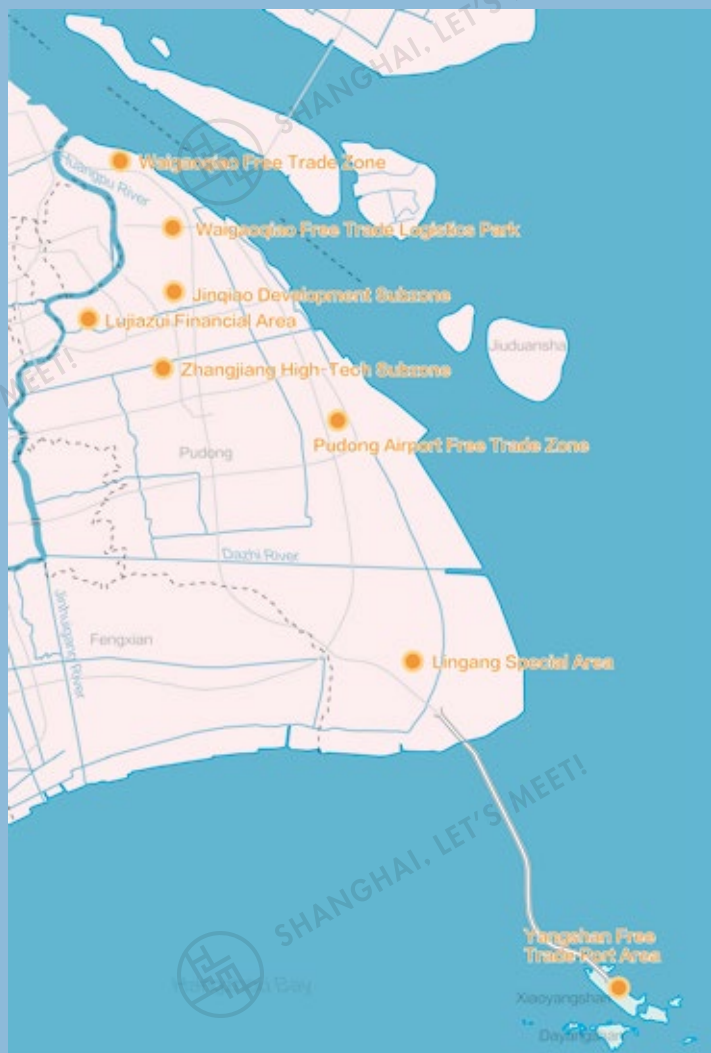 SHANGHAI, LET'S
Huangpu River
Waigaoqiao Free Trade Zone
Waigaoqiao Free Trade Logistics Park
Jinqiao Development Subzone
Lujiazui Financial Area
Jiuduansha
MEET!
Zhangjiang High-Tech Subzone
Pudong Airport Free Trade Zone
Pudong
Dazhi River
Jinhuigang River
Fengxian
Lingang Special Area
SHANGHAI, LET'S MEET!
Yangshan Free
Trade Port Area
Bay
Xiaoyangshan
Dayangshan